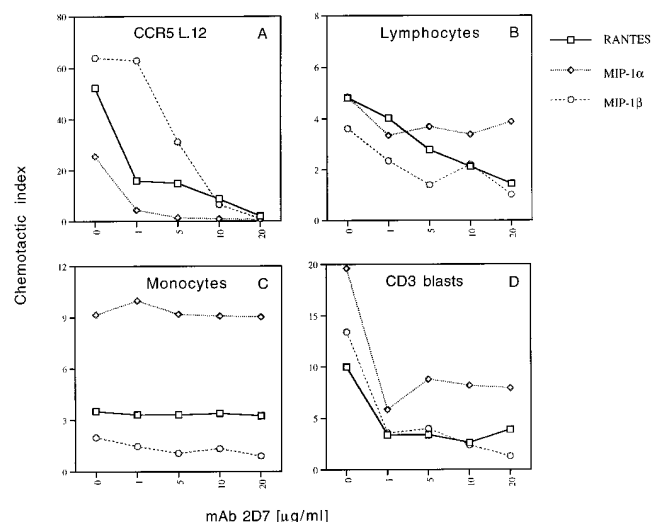 CCR5 L.12 A
80
60
40
20
0
0 1 5 10 20
Lymphocytes B
8
6
4
2
0
0 1 5 10 20
RANTES
MIP-1α
MIP-1β
Chemotactic index
Monocytes C
12
9
6
3
0
0 1 5 10 20
CD3 blasts D
20
15
10
5
0
0 1 5 10 20
mAb 2D7 [µg/ml]